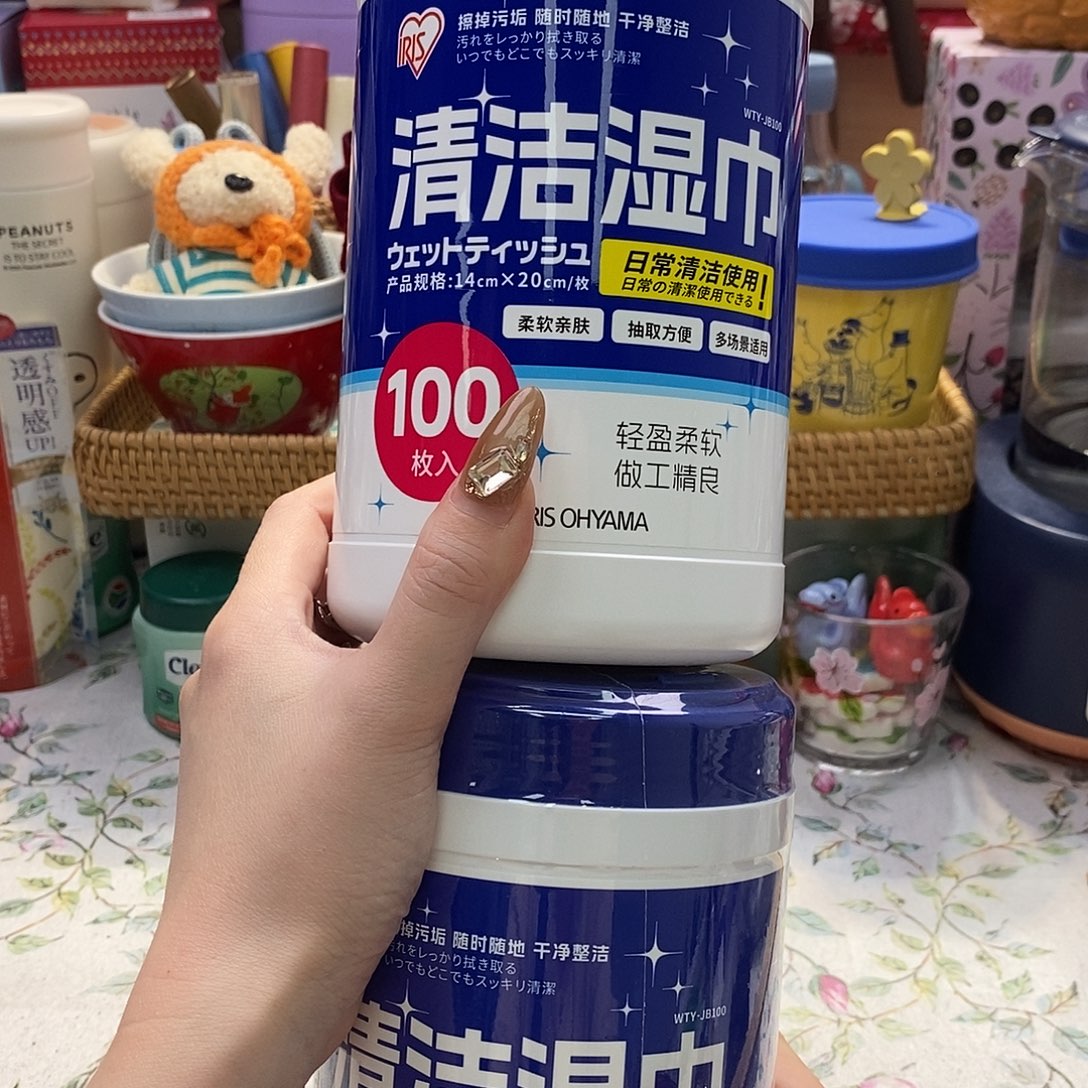 IRIS
擦掉污垢 随时随地 干净整洁
汚れをしっかり拭き取る
いつでもどこでもスッキリ清潔
WTY-JB100
清洁湿巾
ウェットティッシュ
产品规格:14cm×20cm/枚
日常清洁使用!
日常の清潔使用できる
柔软亲肤
抽取方便
多场景适用
100
枚入
轻盈柔软
做工精良
RIS OHYAMA
掉污垢 随时随地 干净整洁
汚れをしっかり拭き取る
いつでもどこでもスッキリ清潔
WTY-JB100
清洁湿巾
PEANUTS
THE SECRET
IS TO STAY COOL
透明感
UP!
Cle